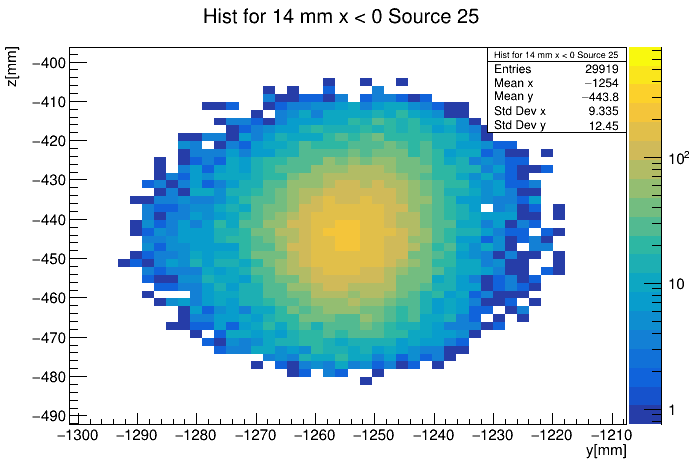 Hist for 14 mm x < 0 Source 25
z[mm]
Hist for 14 mm x < 0 Source 25
Entries 29919
Mean x −1254
Mean y −443.8
Std Dev x 9.335
Std Dev y 12.45
−400
−410
−420
−430
−440
−450
−460
−470
−480
−490
10²
10
1
−1300 −1290 −1280 −1270 −1260 −1250 −1240 −1230 −1220 −1210
y[mm]